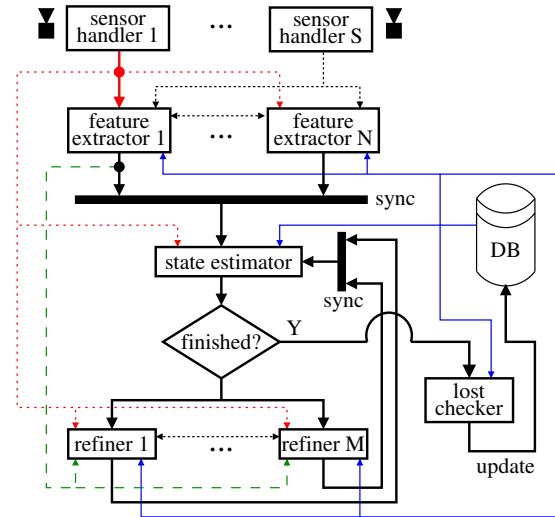 sensor
handler 1
...
sensor
handler S
feature
extractor 1
...
feature
extractor N
sync
DB
state estimator
sync
finished?
Y
lost
checker
refiner 1
...
refiner M
update